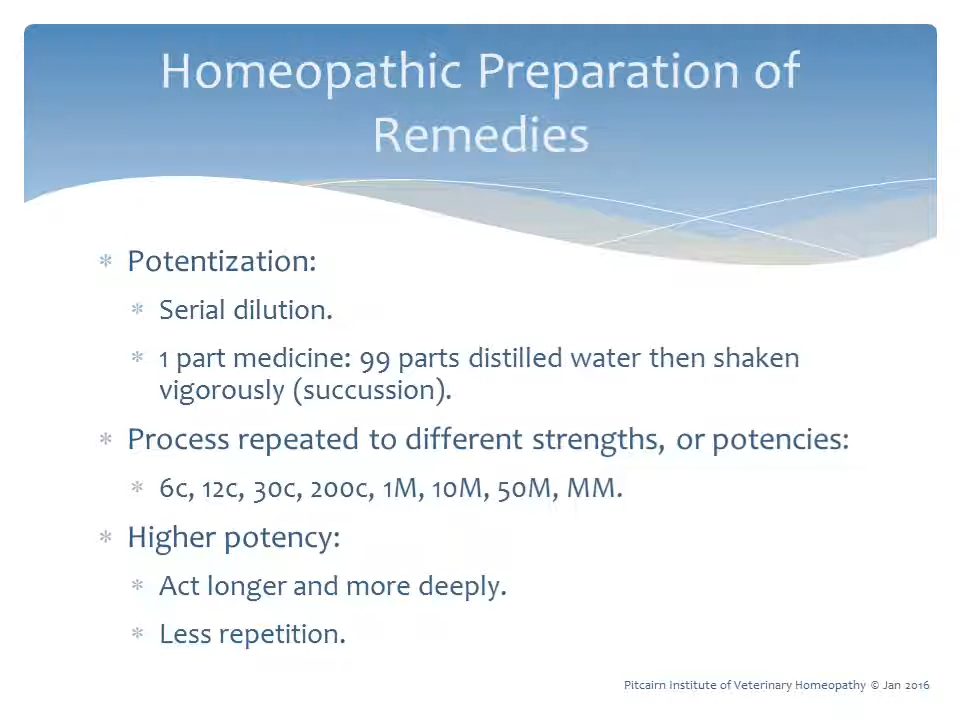 Homeopathic Preparation of
Remedies
* Potentization:
* Serial dilution.
* 1 part medicine: 99 parts distilled water then shaken
vigorously (succussion).
* Process repeated to different strengths, or potencies:
* 6c, 12c, 30c, 200c, 1M, 10M, 50M, MM.
* Higher potency:
* Act longer and more deeply.
* Less repetition.
Pitcairn Institute of Veterinary Homeopathy © Jan 2016